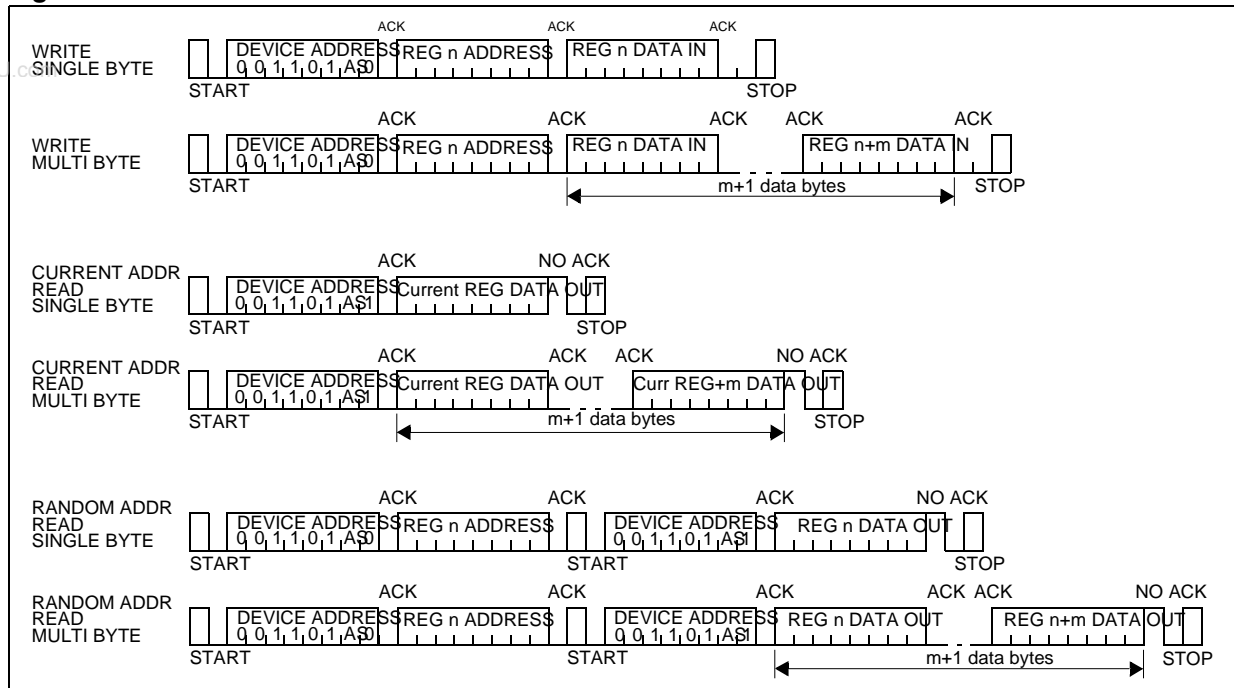 ACK ACK ACK
WRITE
SINGLE BYTE
DEVICE ADDRESS REG n ADDRESS REG n DATA IN
0 0 1 1 0 1 AS 0
START STOP
ACK ACK ACK ACK ACK
WRITE
MULTI BYTE
DEVICE ADDRESS REG n ADDRESS REG n DATA IN REG n+m DATA IN
0 0 1 1 0 1 AS 0
START m+1 data bytes STOP
ACK NO ACK
CURRENT ADDR
READ
SINGLE BYTE
DEVICE ADDRESS Current REG DATA OUT
0 0 1 1 0 1 AS 1
START STOP
ACK ACK ACK NO ACK
CURRENT ADDR
READ
MULTI BYTE
DEVICE ADDRESS Current REG DATA OUT Curr REG+m DATA OUT
0 0 1 1 0 1 AS 1
START m+1 data bytes STOP
ACK ACK ACK NO ACK
RANDOM ADDR
READ
SINGLE BYTE
DEVICE ADDRESS REG n ADDRESS DEVICE ADDRESS REG n DATA OUT
0 0 1 1 0 1 AS 0 0 0 1 1 0 1 AS 1
START START STOP
ACK ACK ACK ACK ACK NO ACK
RANDOM ADDR
READ
MULTI BYTE
DEVICE ADDRESS REG n ADDRESS DEVICE ADDRESS REG n DATA OUT REG n+m DATA OUT
0 0 1 1 0 1 AS 0 0 0 1 1 0 1 AS 1
START START m+1 data bytes STOP